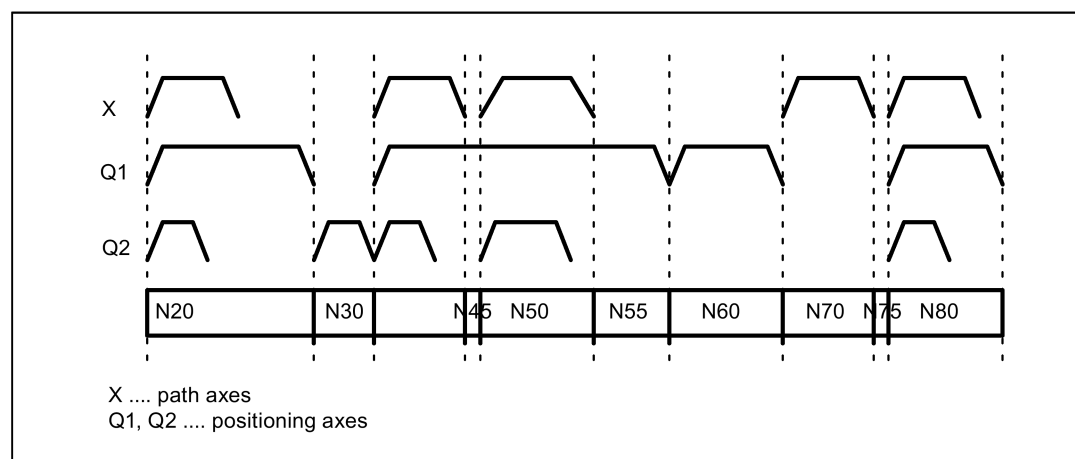 X
Q1
Q2
N20 N30 N45 N50 N55 N60 N70 N75 N80
X .... path axes
Q1, Q2 .... positioning axes